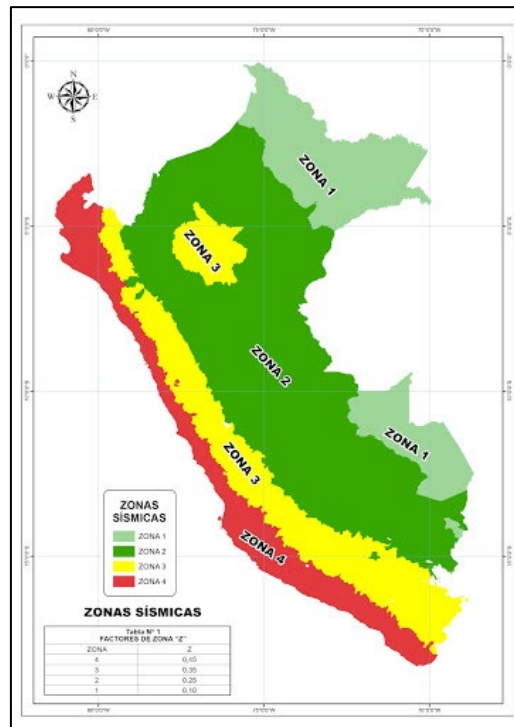 N
W E
S
ZONA 1
ZONA 3
ZONA 2
ZONA 1
ZONA 3
ZONA 4
ZONAS
SÍSMICAS
ZONA 1
ZONA 2
ZONA 3
ZONA 4
ZONAS SÍSMICAS
Tabla N° 1
FACTORES DE ZONA "Z"
ZONA Z
4 0,45
3 0,35
2 0,25
1 0,10